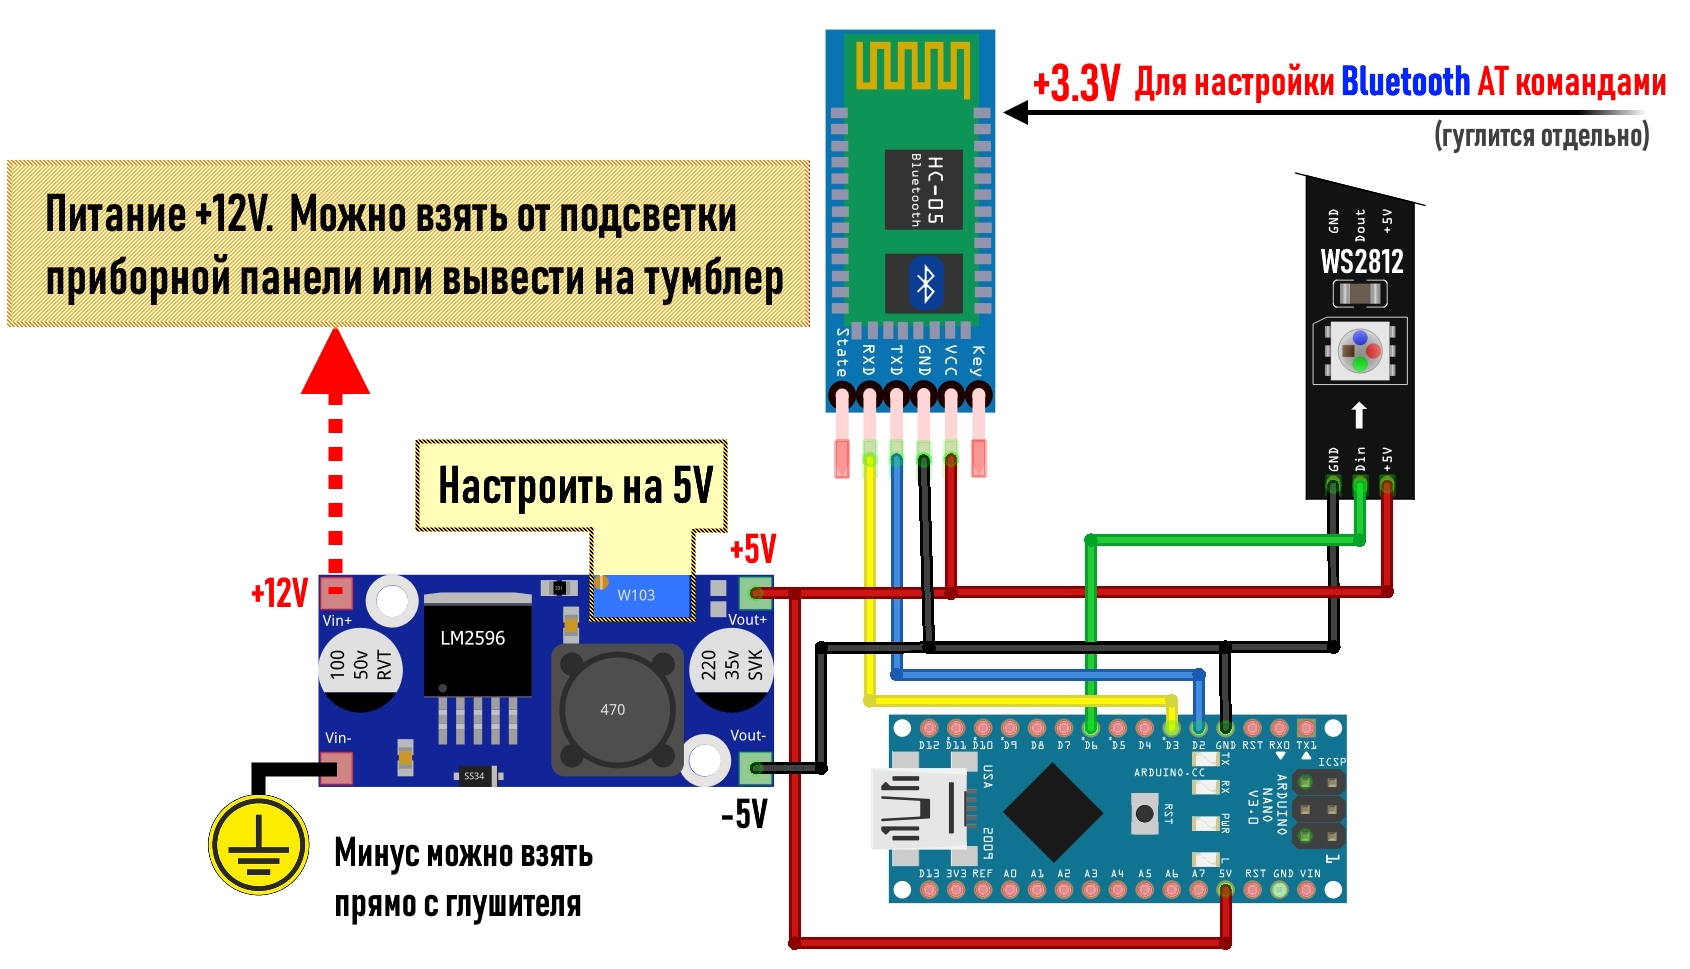 +3.3V Для настройки Bluetooth AT командами
(гуглится отдельно)
HC-05
Bluetooth
State
RXD
TXD
GND
VCC
Key
Питание +12V. Можно взять от подсветки
приборной панели или вывести на тумблер
GND
Dout
+5V
WS2812
GND
Din
+5V
Настроить на 5V
+5V
+12V
Vin+
W103
Vout+
LM2596
100
50v
RVT
220
35v
SVK
470
Vin-
Vout-
SS34
-5V
Минус можно взять
прямо с глушителя
D12 D11 D10 D9 D8 D7 D6 D5 D4 D3 D2 GND RST RX0 TX1
USA
2009
ARDUINO.CC
RST
TX
RX
PWR
L
ARDUINO
NANO
V3.0
ICSP
1
D13 3V3 REF A0 A1 A2 A3 A4 A5 A6 A7 5V RST GND VIN